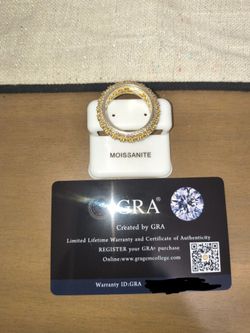 MOISSANITE
GRA®
Created by GRA
Limited Lifetime Warranty and Certificate of Authenticity
REGISTER your GRA® purchase
Online:www.gragemcollege.com
Warranty ID:GRA